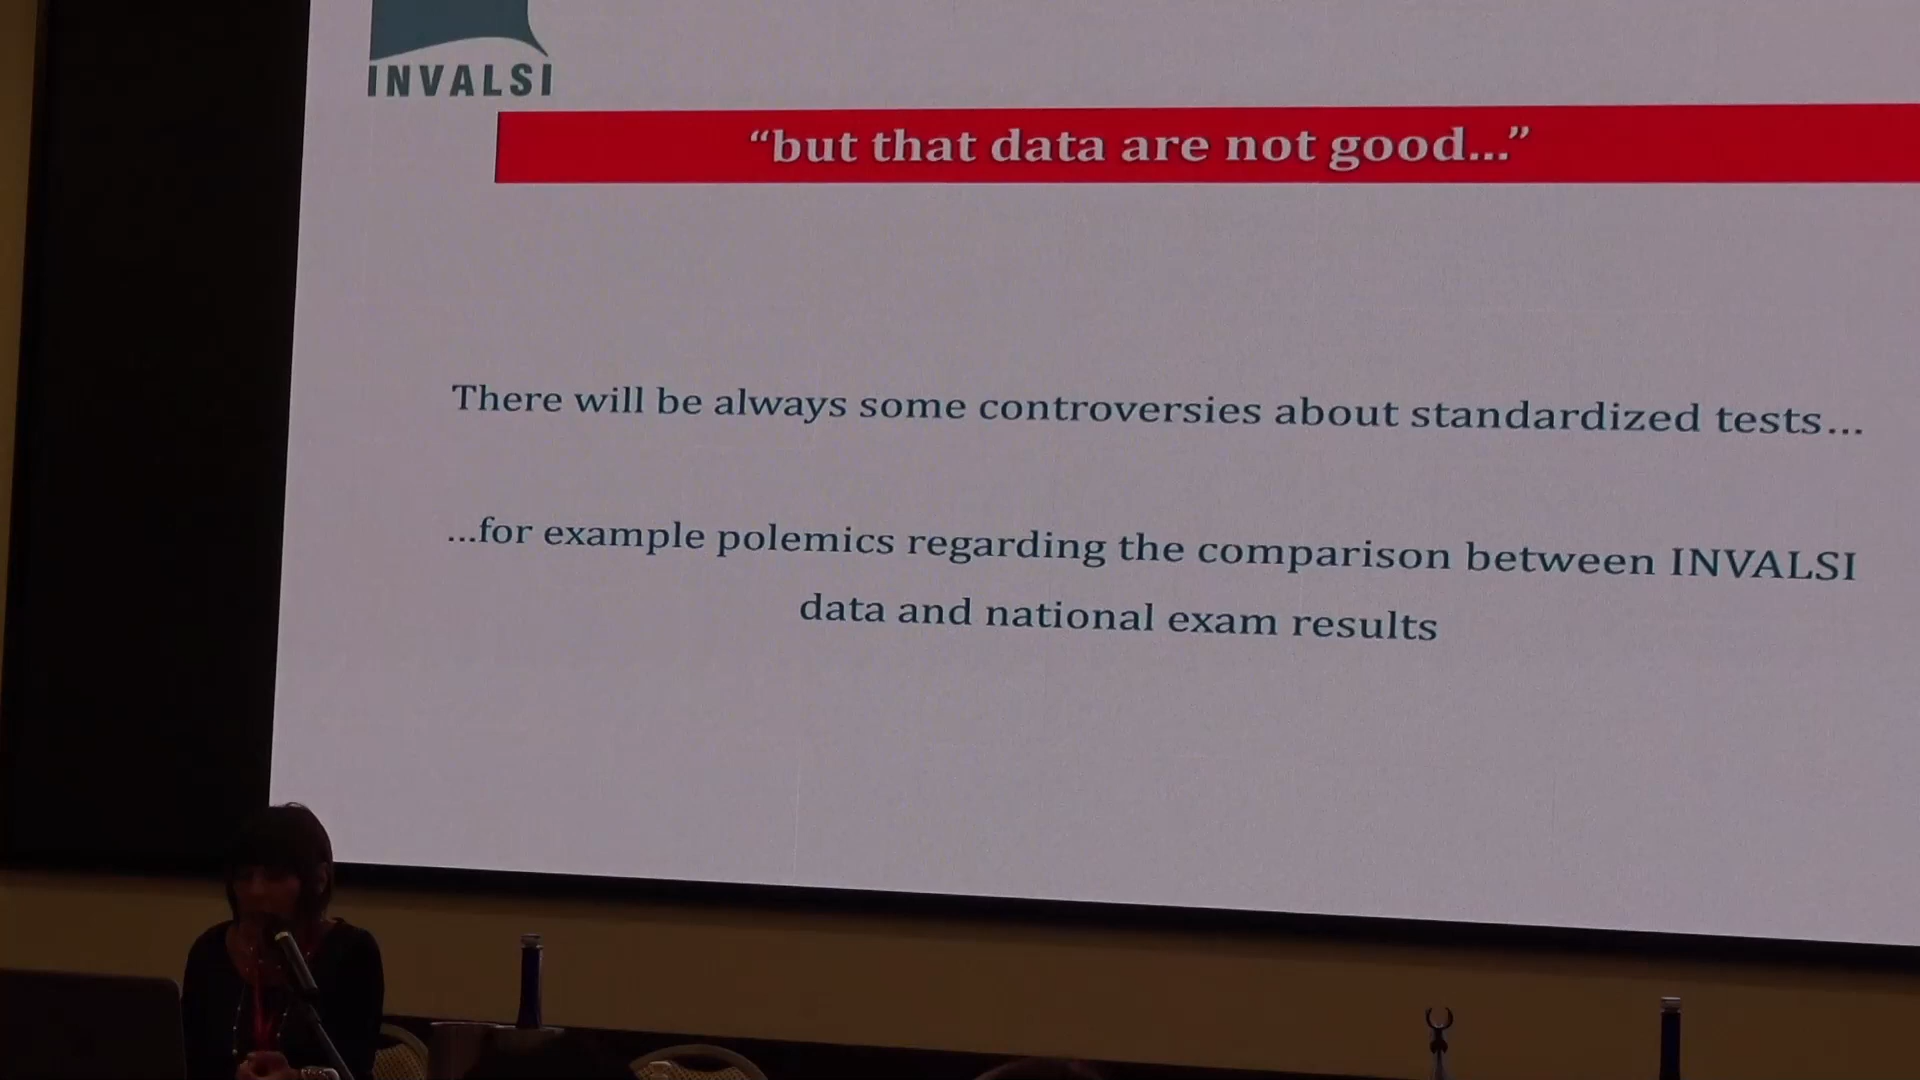 INVALSI
“but that data are not good...”
There will be always some controversies about standardized tests...
...for example polemics regarding the comparison between INVALSI
data and national exam results